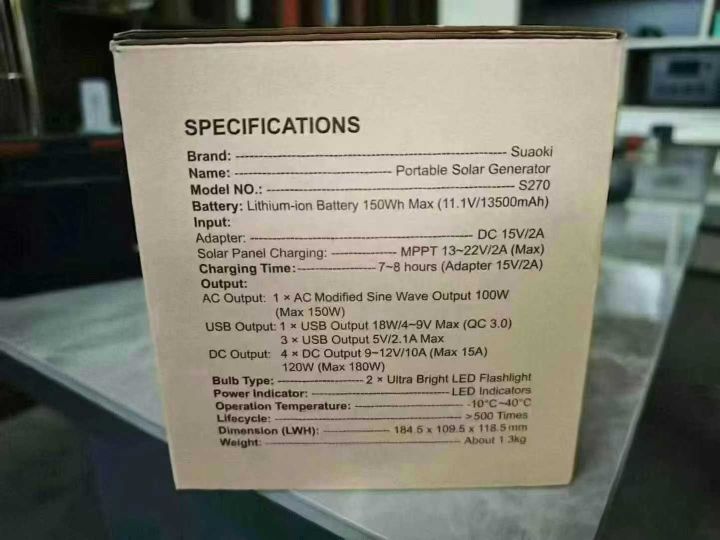 SPECIFICATIONS
Brand: Suaoki
Name: Portable Solar Generator
Model NO.: S270
Battery: Lithium-ion Battery 150Wh Max (11.1V/13500mAh)
Input:
Adapter: DC 15V/2A
Solar Panel Charging: MPPT 13~22V/2A (Max)
Charging Time: 7~8 hours (Adapter 15V/2A)
Output:
AC Output: 1 × AC Modified Sine Wave Output 100W
(Max 150W)
USB Output: 1 × USB Output 18W/4~9V Max (QC 3.0)
3 × USB Output 5V/2.1A Max
DC Output: 4 × DC Output 9~12V/10A (Max 15A)
120W (Max 180W)
Bulb Type: 2 × Ultra Bright LED Flashlight
Power Indicator: LED Indicators
Operation Temperature: -10°C~40°C
Lifecycle: >500 Times
Dimension (LWH): 184.5 x 109.5 x 118.5 mm
Weight: About 1.3kg